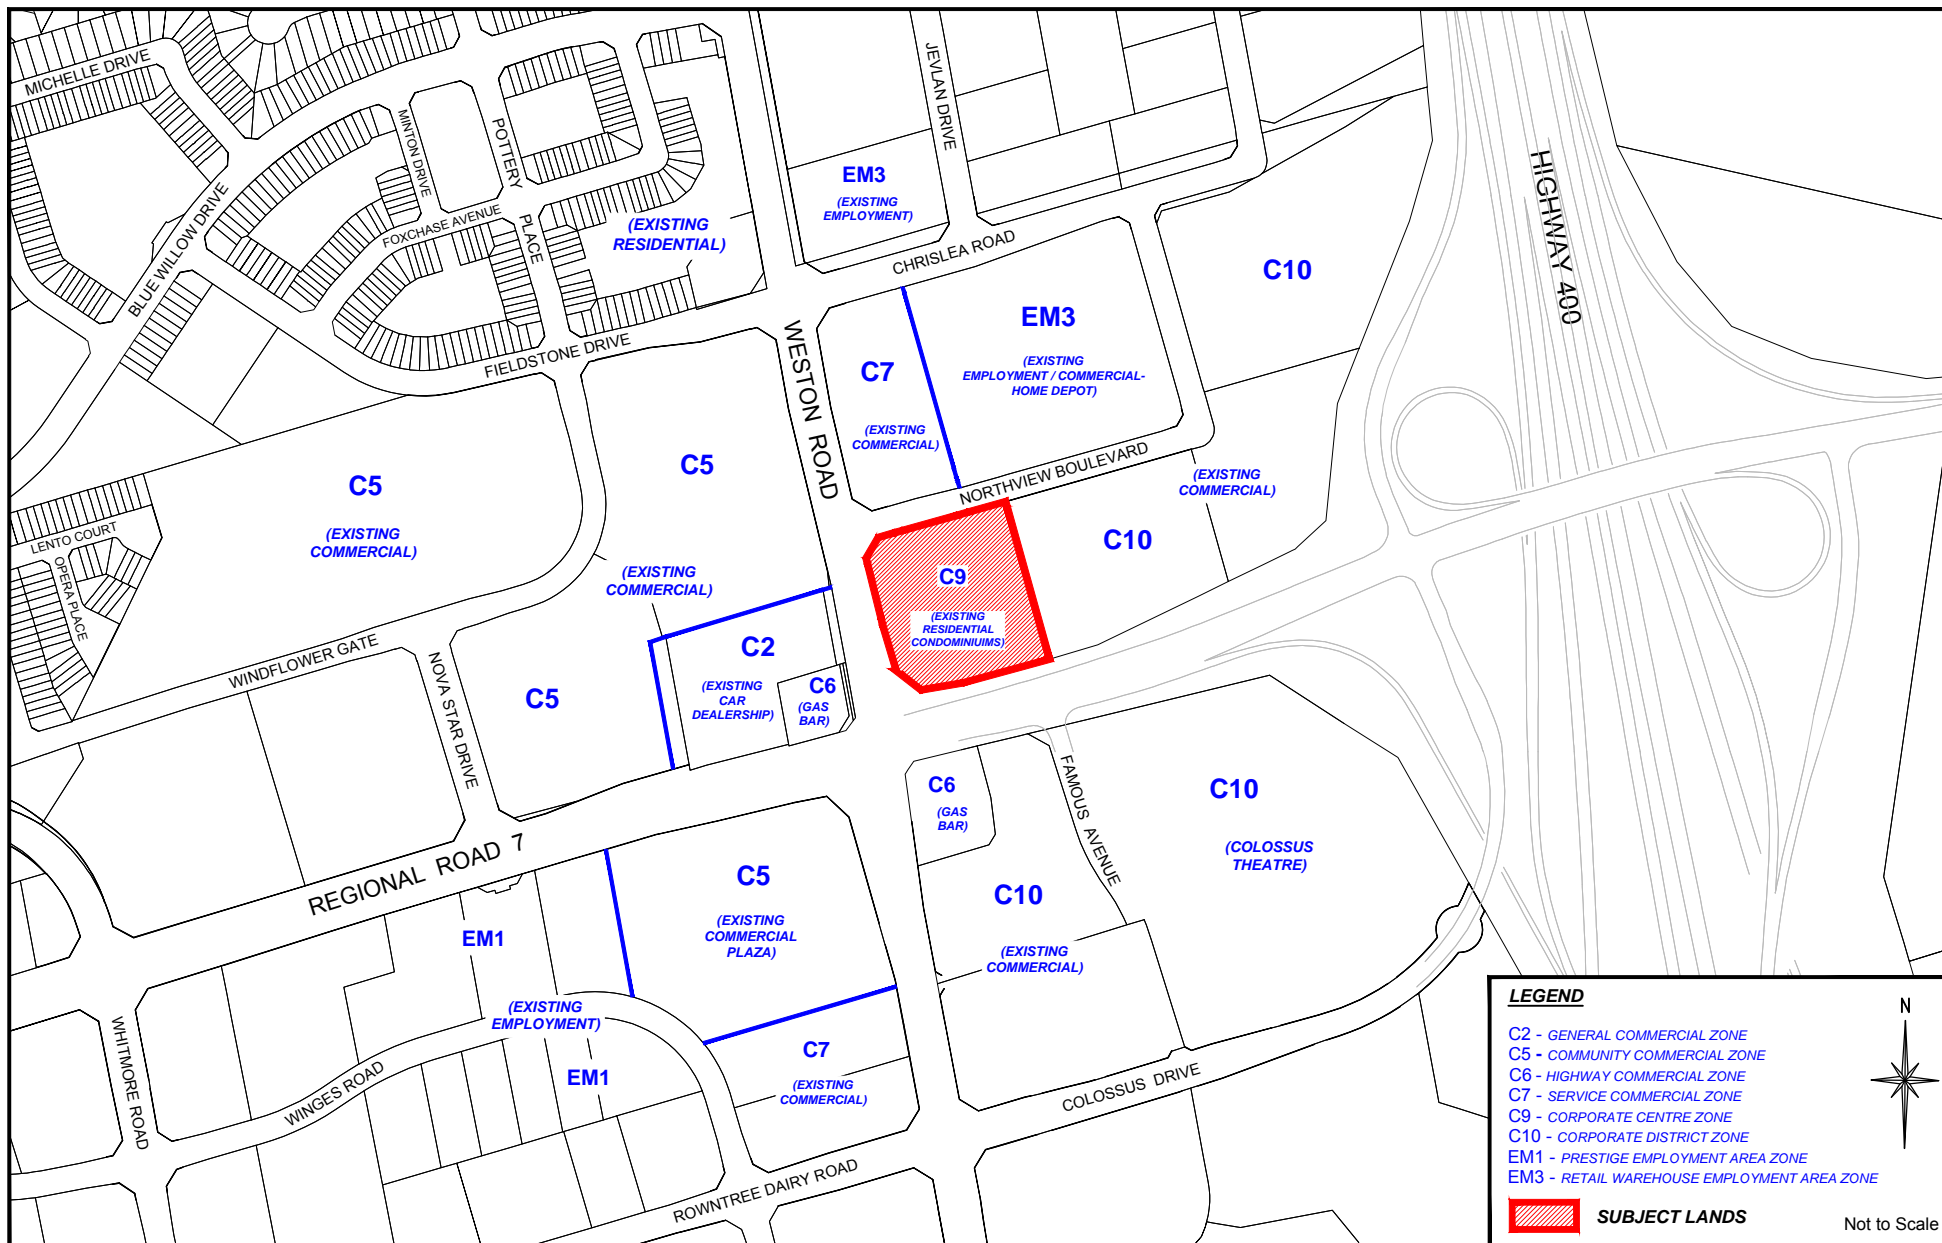 MICHELLE DRIVE
BLUE WILLOW DRIVE
MINTON DRIVE
POTTERY
PLACE
FOXCHASE AVENUE
(EXISTING
RESIDENTIAL)
FIELDSTONE DRIVE
JEVLAN DRIVE
EM3
(EXISTING
EMPLOYMENT)
CHRISLEA ROAD
C10
HIGHWAY 400
WESTON ROAD
C7
(EXISTING
COMMERCIAL)
EM3
(EXISTING
EMPLOYMENT / COMMERCIAL-
HOME DEPOT)
NORTHVIEW BOULEVARD
(EXISTING
COMMERCIAL)
C10
C5
(EXISTING
COMMERCIAL)
C5
(EXISTING
COMMERCIAL)
LENTO COURT
OPERA PLACE
WINDFLOWER GATE
NOVA STAR DRIVE
C5
C2
(EXISTING
CAR
DEALERSHIP)
C6
(GAS
BAR)
C9
(EXISTING
RESIDENTIAL
CONDOMINIUMS)
REGIONAL ROAD 7
C6
(GAS
BAR)
FAMOUS AVENUE
C10
(COLOSSUS
THEATRE)
C10
(EXISTING
COMMERCIAL)
C5
(EXISTING
COMMERCIAL
PLAZA)
EM1
(EXISTING
EMPLOYMENT)
EM1
C7
(EXISTING
COMMERCIAL)
WHITMORE ROAD
WINGES ROAD
ROWNTREE DAIRY ROAD
COLOSSUS DRIVE
LEGEND
C2 - GENERAL COMMERCIAL ZONE
C5 - COMMUNITY COMMERCIAL ZONE
C6 - HIGHWAY COMMERCIAL ZONE
C7 - SERVICE COMMERCIAL ZONE
C9 - CORPORATE CENTRE ZONE
C10 - CORPORATE DISTRICT ZONE
EM1 - PRESTIGE EMPLOYMENT AREA ZONE
EM3 - RETAIL WAREHOUSE EMPLOYMENT AREA ZONE
N
SUBJECT LANDS
Not to Scale